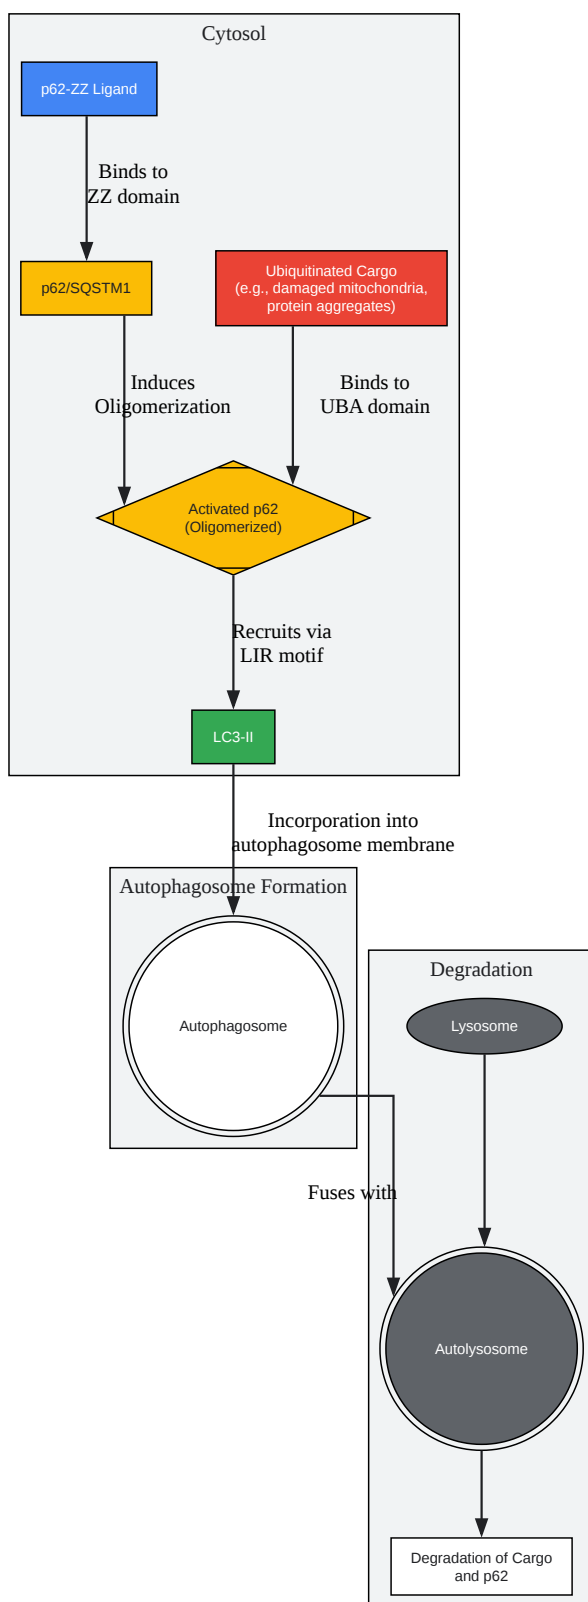 Cytosol
p62-ZZ Ligand
Binds to
ZZ domain
p62/SQSTM1
Ubiquitinated Cargo
(e.g., damaged mitochondria,
protein aggregates)
Induces
Oligomerization
Binds to
UBA domain
Activated p62
(Oligomerized)
Recruits via
LIR motif
LC3-II
Incorporation into
autophagosome membrane
Autophagosome Formation
Autophagosome
Degradation
Lysosome
Fuses with
Autolysosome
Degradation of Cargo
and p62